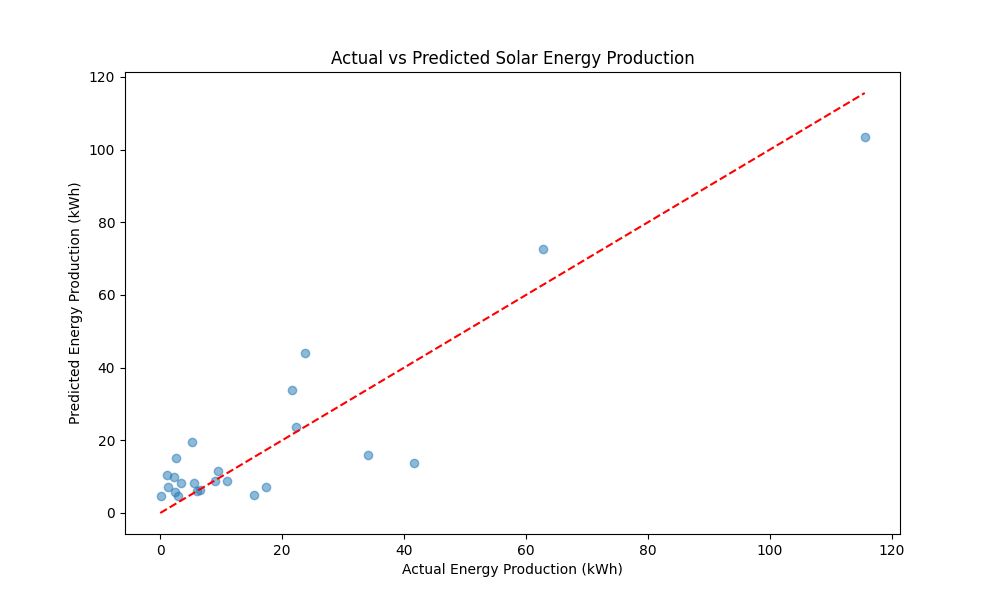 Actual vs Predicted Solar Energy Production
120
100
80
60
40
20
0
Predicted Energy Production (kWh)
0 20 40 60 80 100 120
Actual Energy Production (kWh)